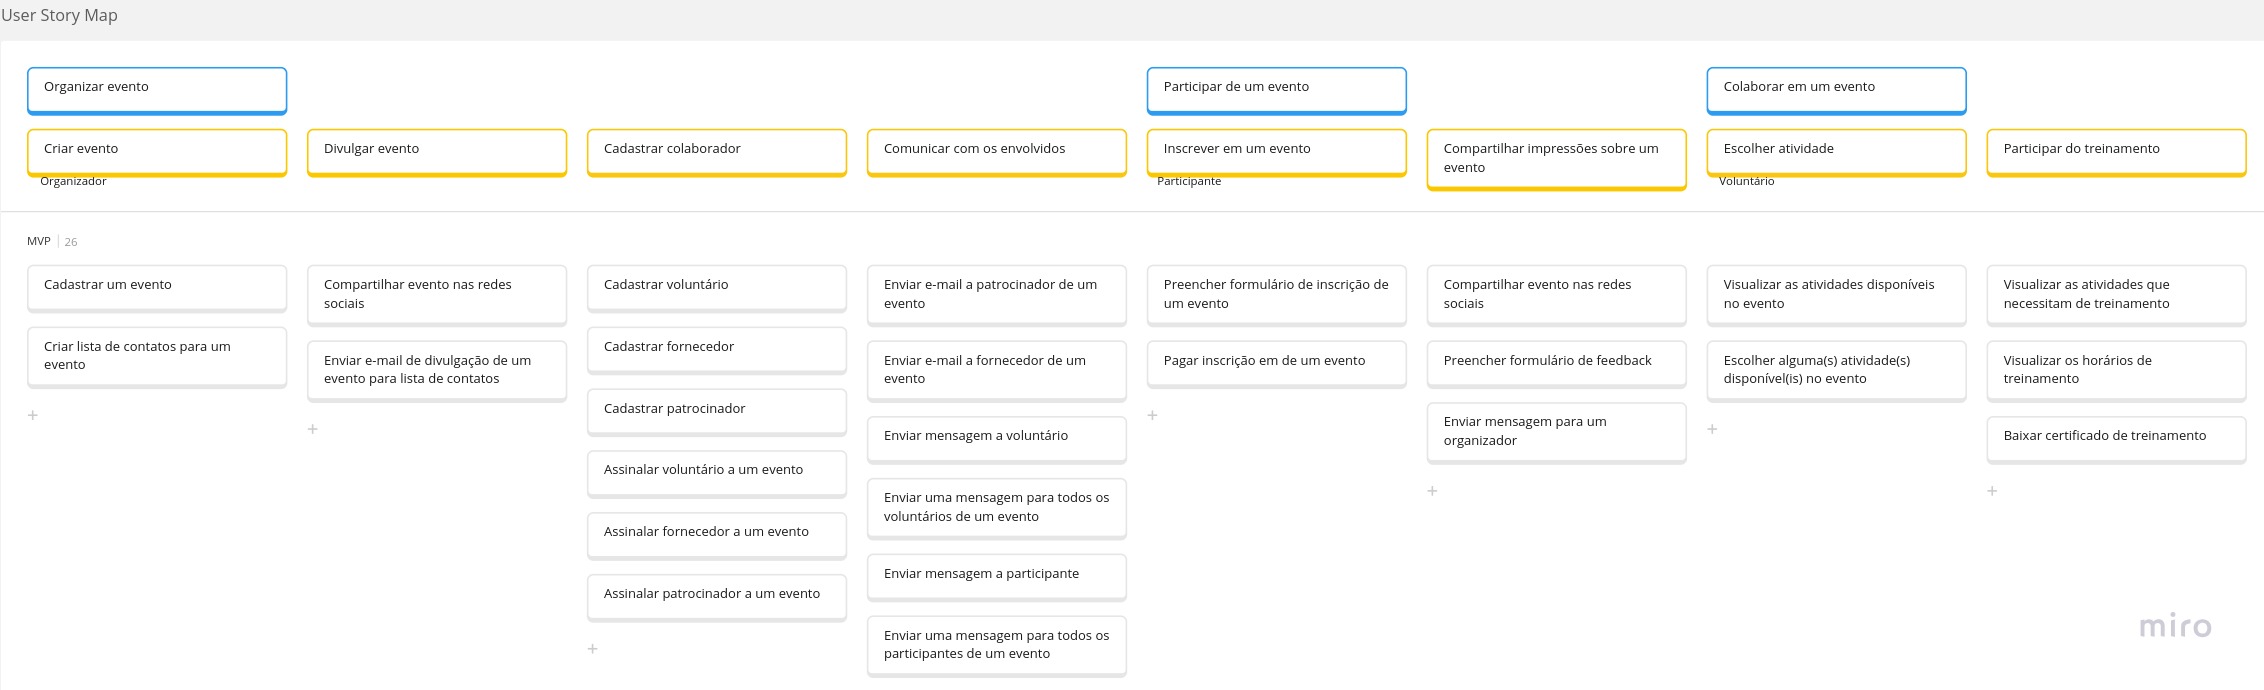 User Story Map
Organizar evento
Participar de um evento
Colaborar em um evento
Criar evento
Divulgar evento
Cadastrar colaborador
Comunicar com os envolvidos
Inscrever em um evento
Compartilhar impressões sobre um
evento
Escolher atividade
Participar do treinamento
Organizador
Participante
Voluntário
MVP 26
Cadastrar um evento
Criar lista de contatos para um
evento
+
Compartilhar evento nas redes
sociais
Enviar e-mail de divulgação de um
evento para lista de contatos
+
Cadastrar voluntário
Cadastrar fornecedor
Cadastrar patrocinador
Assinalar voluntário a um evento
Assinalar fornecedor a um evento
Assinalar patrocinador a um evento
+
Enviar e-mail a patrocinador de um
evento
Enviar e-mail a fornecedor de um
evento
Enviar mensagem a voluntário
Enviar uma mensagem para todos os
voluntários de um evento
Enviar mensagem a participante
Enviar uma mensagem para todos os
participantes de um evento
Preencher formulário de inscrição de
um evento
Pagar inscrição em de um evento
+
Compartilhar evento nas redes
sociais
Preencher formulário de feedback
Enviar mensagem para um
organizador
+
Visualizar as atividades disponíveis
no evento
Escolher alguma(s) atividade(s)
disponível(is) no evento
+
Visualizar as atividades que
necessitam de treinamento
Visualizar os horários de
treinamento
Baixar certificado de treinamento
+
miro